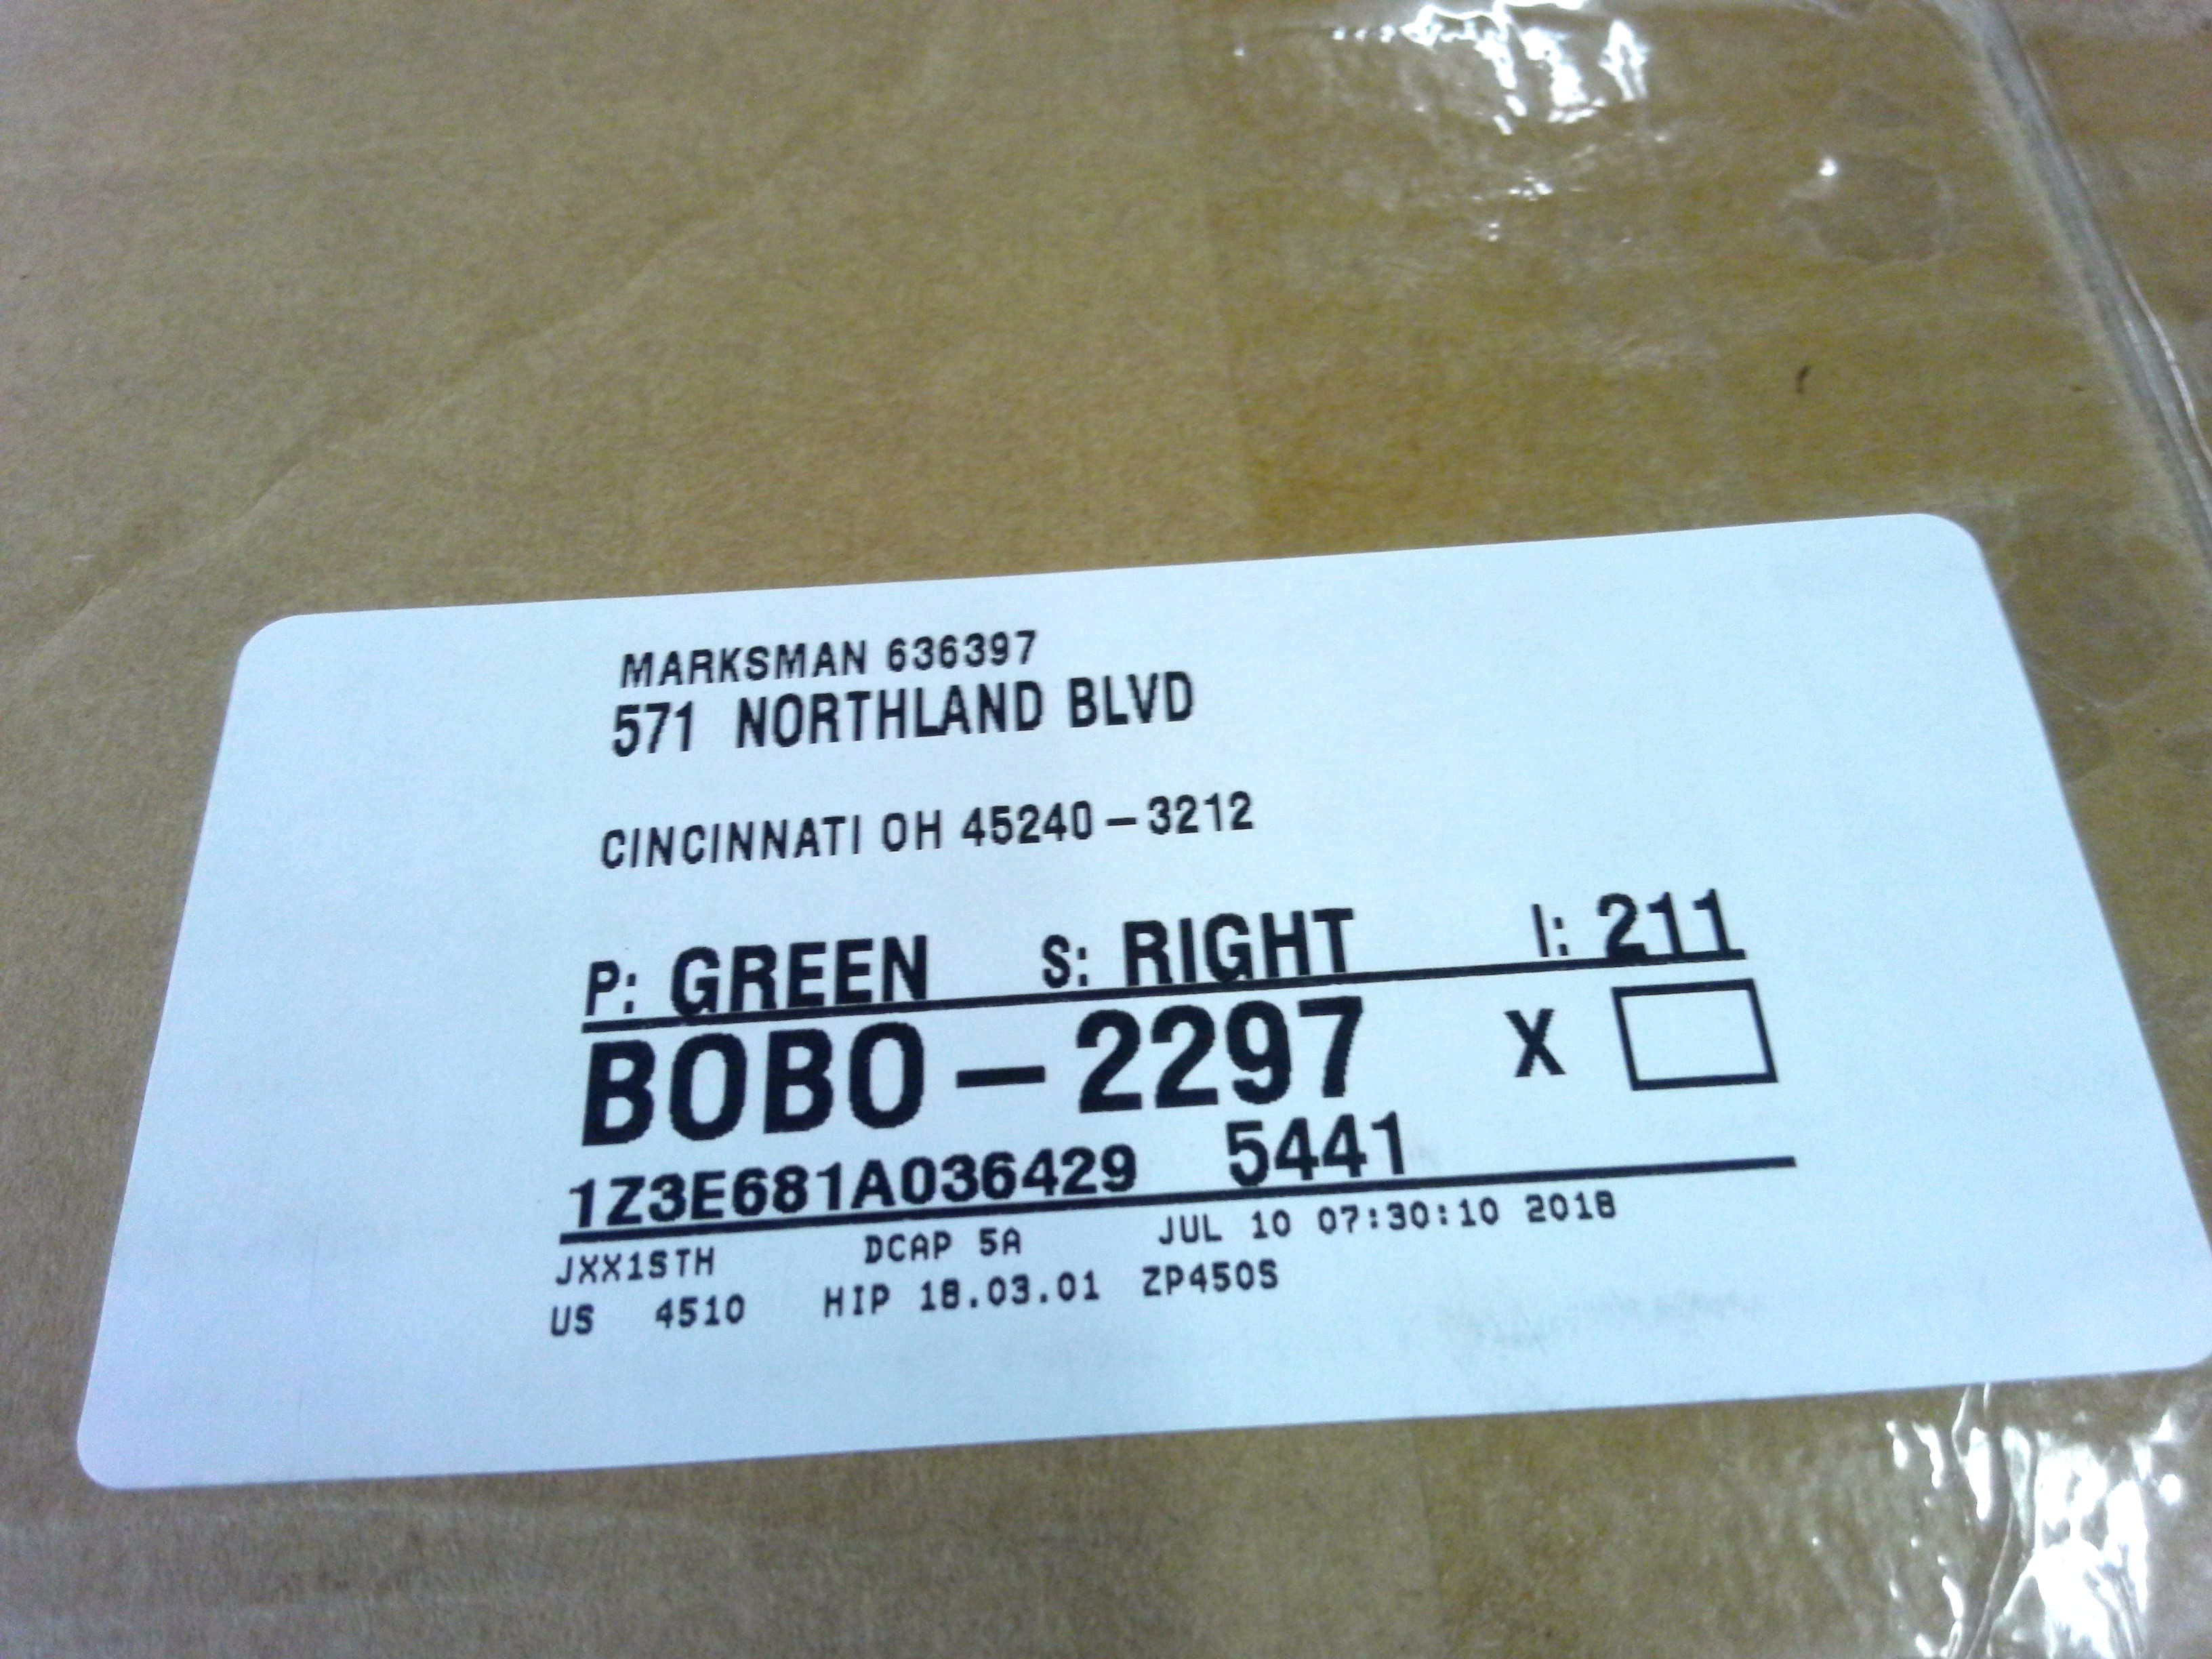 MARKSMAN 636397
571 NORTHLAND BLVD
CINCINNATI OH 45240-3212
P: GREEN S: RIGHT I: 211
BOBO-2297 X
1Z3E681A036429 5441
JXX1STH DCAP 5A JUL 10 07:30:10 2018
US 4510 HIP 18.03.01 ZP450S